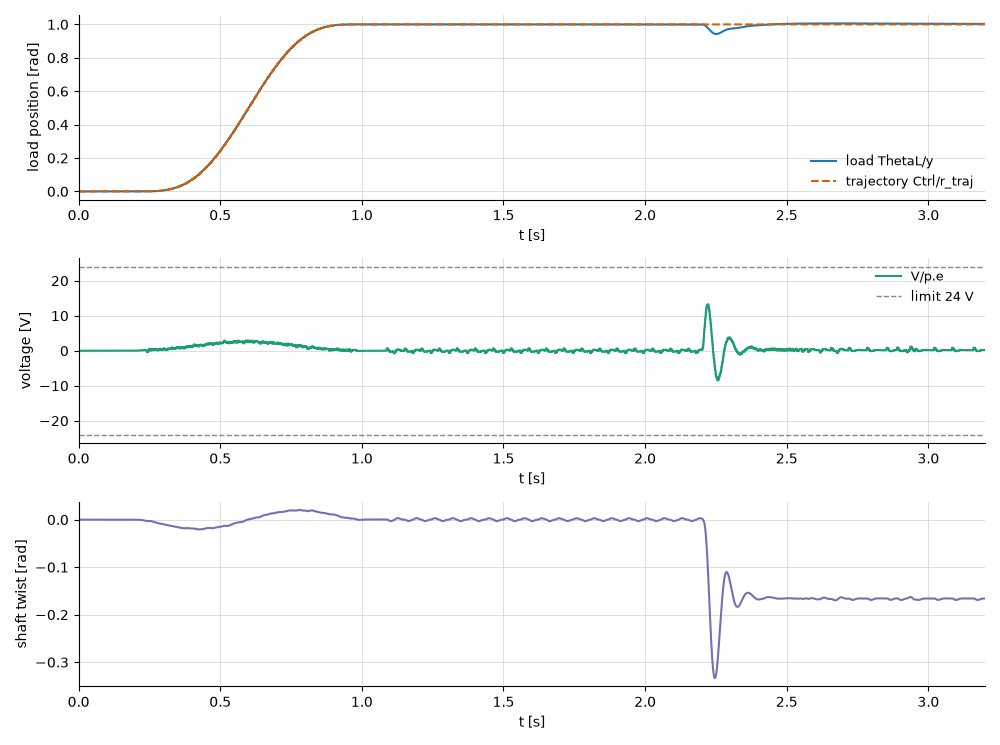 1.0
0.8
0.6
0.4
0.2
0.0
load position [rad]
load ThetaL/y
trajectory Ctrl/r_traj
0.0 0.5 1.0 1.5 2.0 2.5 3.0
t [s]
20
10
0
−10
−20
voltage [V]
V/p.e
limit 24 V
0.0 0.5 1.0 1.5 2.0 2.5 3.0
t [s]
0.0
−0.1
−0.2
−0.3
shaft twist [rad]
0.0 0.5 1.0 1.5 2.0 2.5 3.0
t [s]